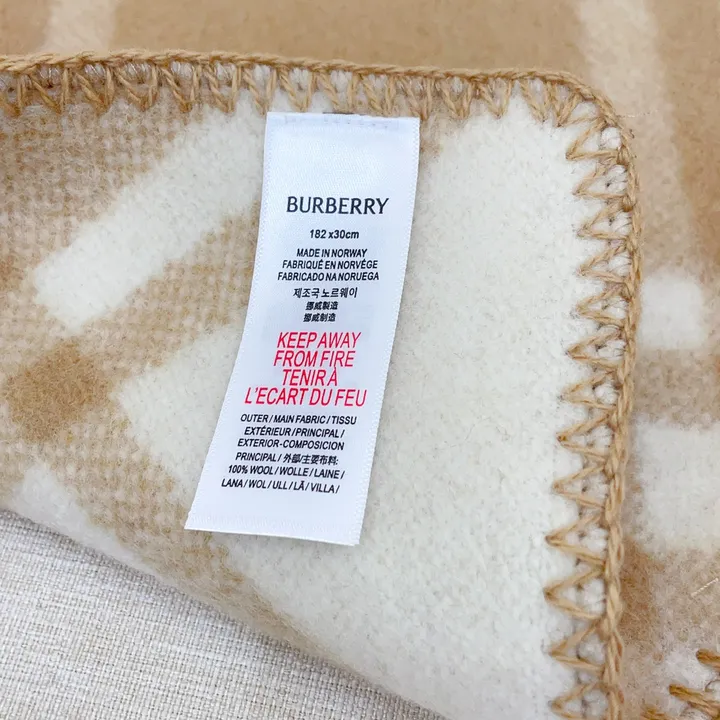 BURBERRY
182 x30cm
MADE IN NORWAY
FABRIQUÉ EN NORVÈGE
FABRICADO NA NORUEGA
제조국 노르웨이
挪威製造
挪威制造
KEEP AWAY
FROM FIRE
TENIR À
L'ECART DU FEU
OUTER / MAIN FABRIC / TISSU
EXTÉRIEUR / PRINCIPAL /
EXTERIOR-COMPOSICION
PRINCIPAL / 外部/主要布料:
100% WOOL / WOLLE / LAINE /
LANA / WOL / ULL / LÃ / VILLA /